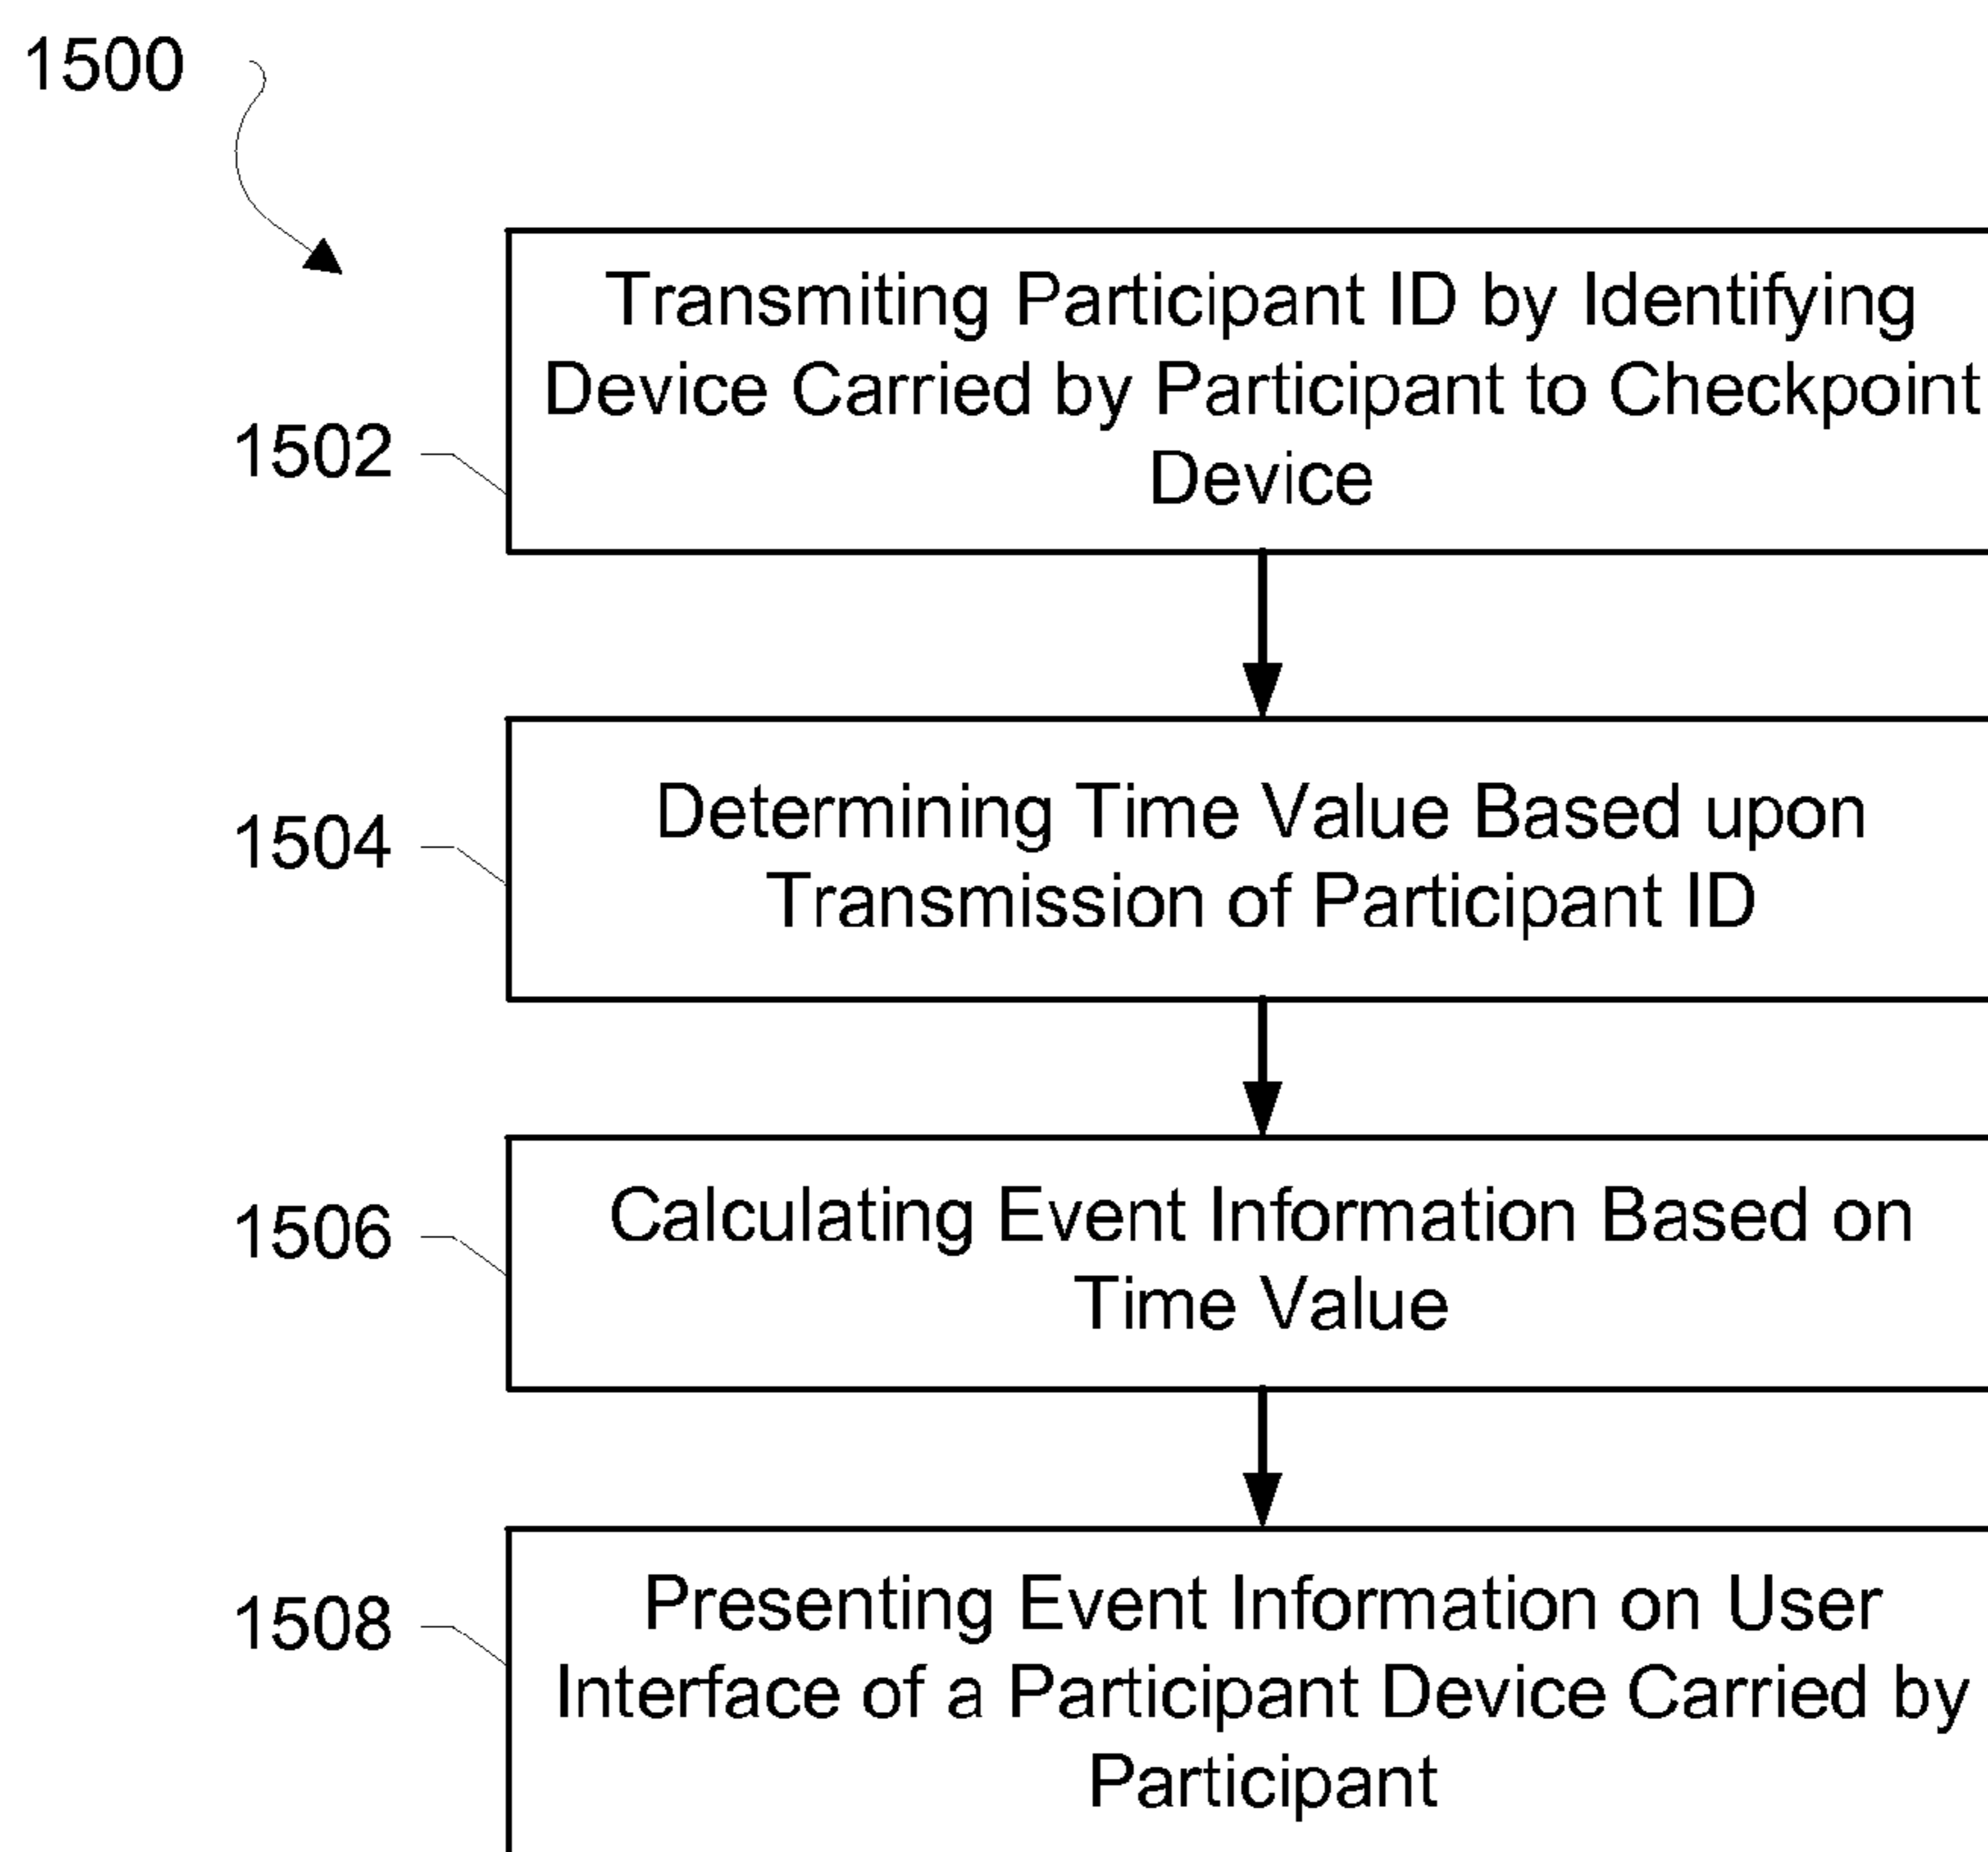 1500
Transmiting Participant ID by Identifying
Device Carried by Participant to Checkpoint
Device
1502
Determining Time Value Based upon
Transmission of Participant ID
1504
Calculating Event Information Based on
Time Value
1506
Presenting Event Information on User
Interface of a Participant Device Carried by
Participant
1508